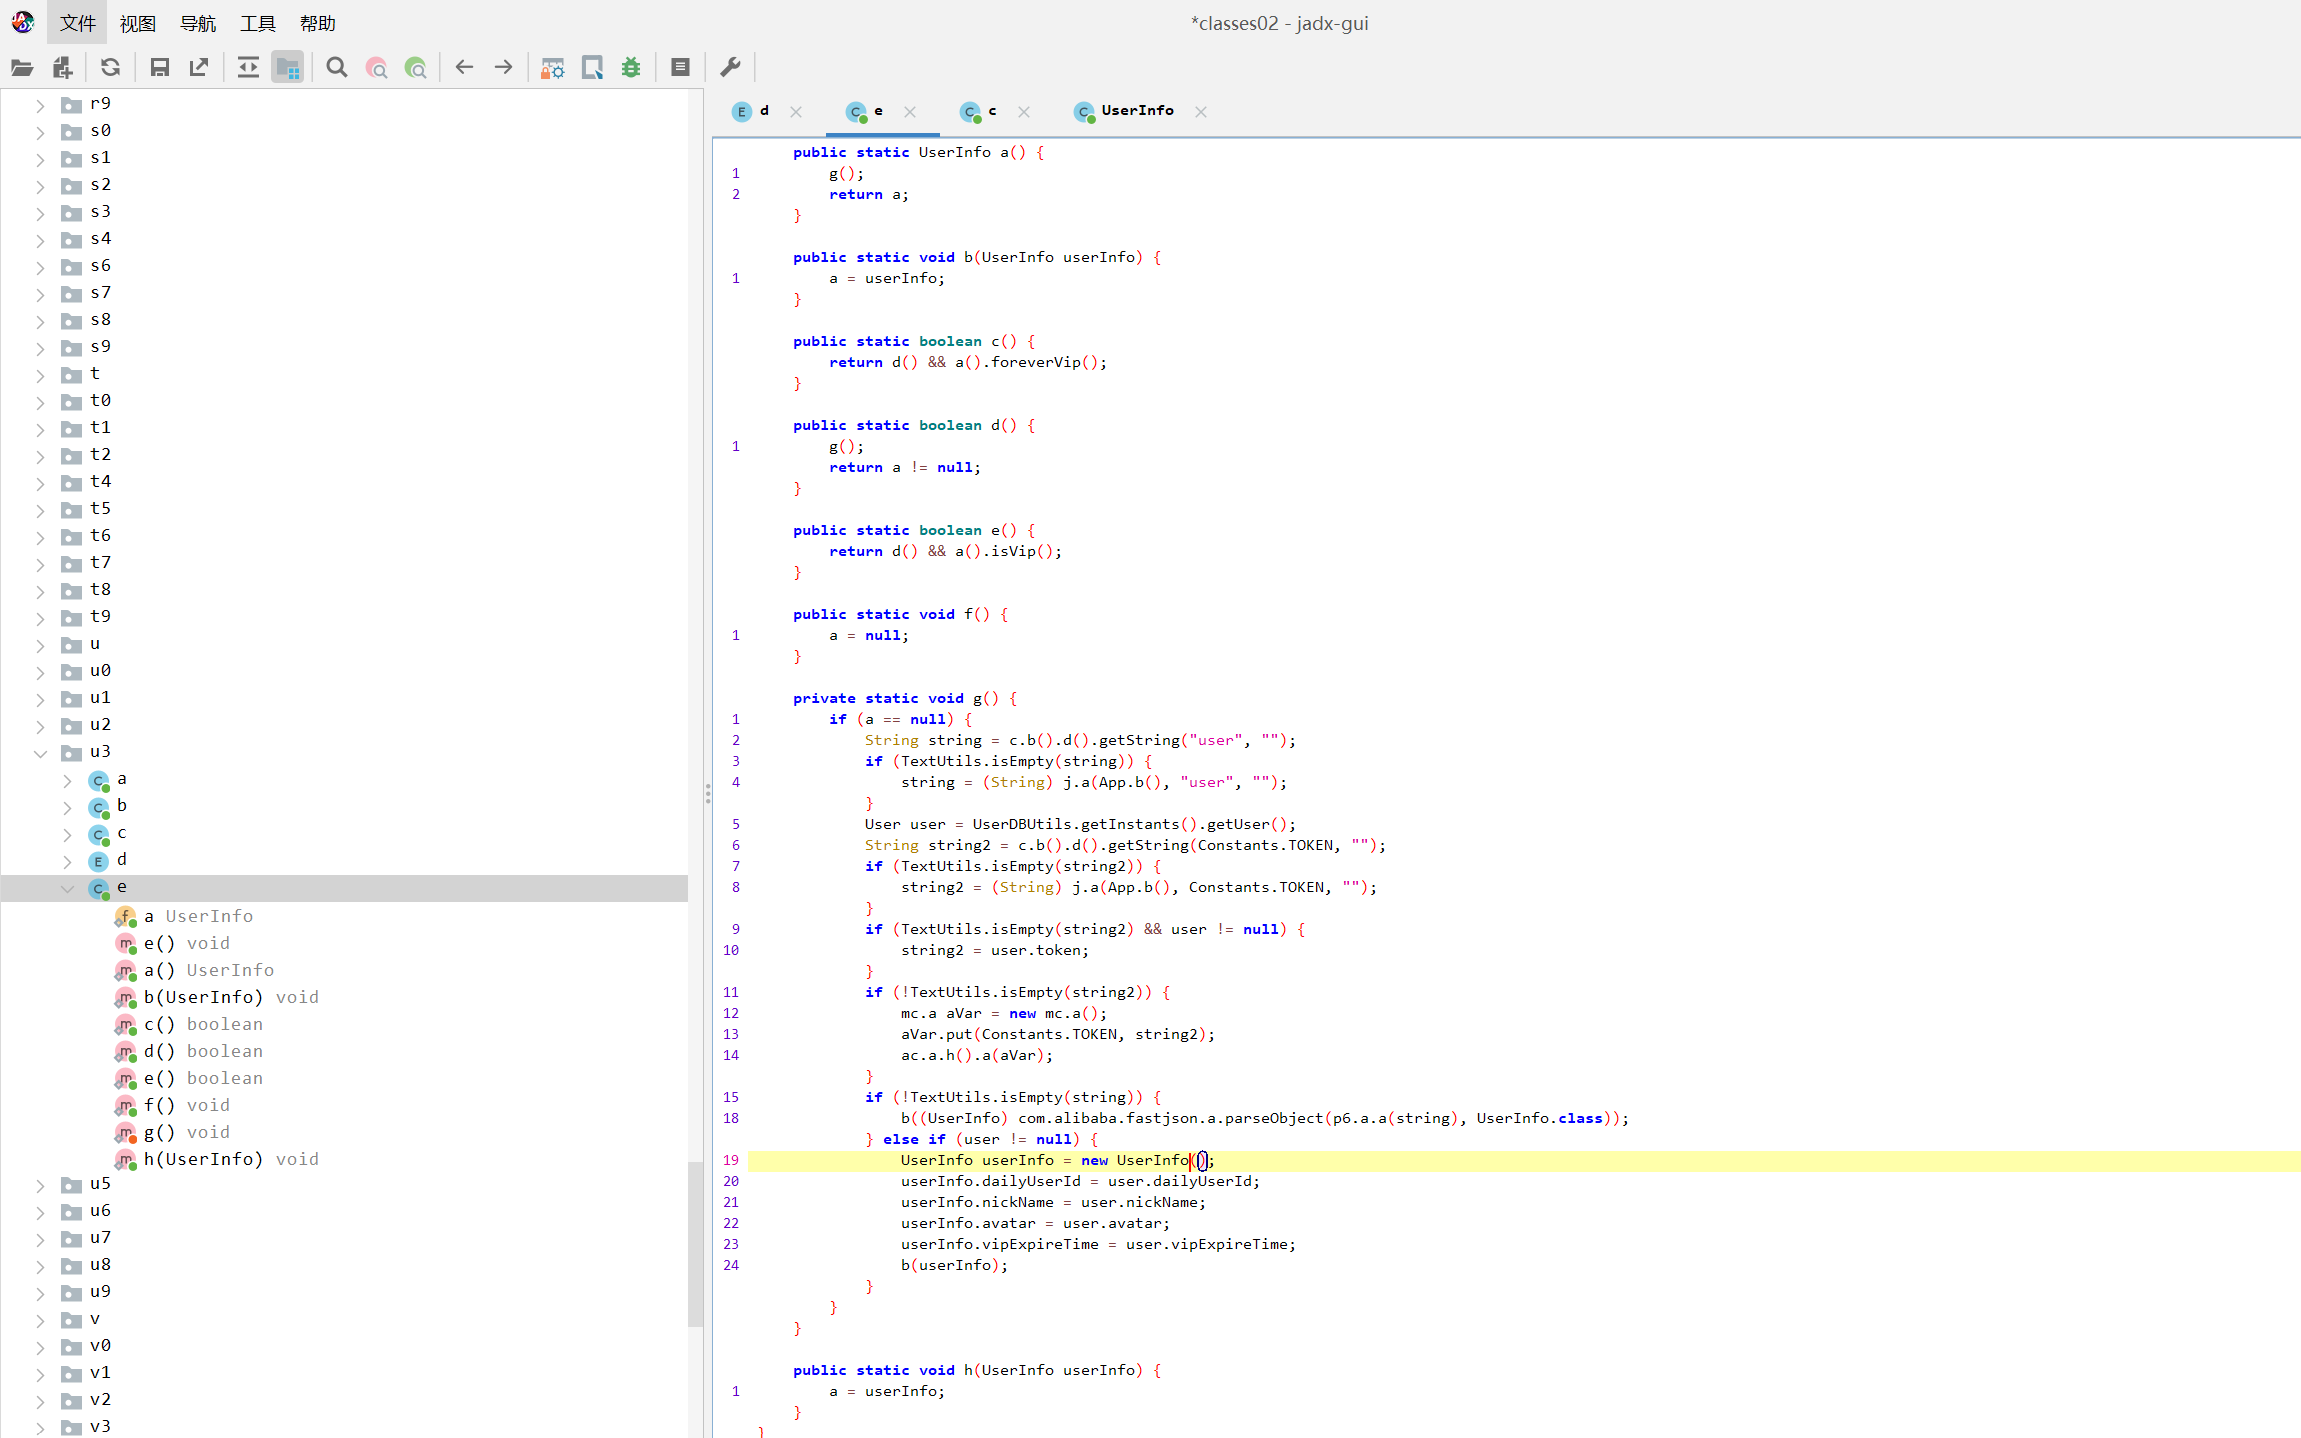 文件 视图 导航 工具 帮助
*classes02 - jadx-gui
r9
s0
s1
s2
s3
s4
s6
s7
s8
s9
t
t0
t1
t2
t4
t5
t6
t7
t8
t9
u
u0
u1
u2
u3
C a
C b
C c
E d
C e
f a UserInfo
m e() void
m a() UserInfo
m b(UserInfo) void
m c() boolean
m d() boolean
m e() boolean
m f() void
m g() void
m h(UserInfo) void
u5
u6
u7
u8
u9
v
v0
v1
v2
v3
E d C e C c C UserInfo
public static UserInfo a() {
1 g();
2 return a;
}
public static void b(UserInfo userInfo) {
1 a = userInfo;
}
public static boolean c() {
return d() && a().foreverVip();
}
public static boolean d() {
1 g();
return a != null;
}
public static boolean e() {
return d() && a().isVip();
}
public static void f() {
1 a = null;
}
private static void g() {
1 if (a == null) {
2 String string = c.b().d().getString("user", "");
3 if (TextUtils.isEmpty(string)) {
4 string = (String) j.a(App.b(), "user", "");
}
5 User user = UserDBUtils.getInstants().getUser();
6 String string2 = c.b().d().getString(Constants.TOKEN, "");
7 if (TextUtils.isEmpty(string2)) {
8 string2 = (String) j.a(App.b(), Constants.TOKEN, "");
}
9 if (TextUtils.isEmpty(string2) && user != null) {
10 string2 = user.token;
}
11 if (!TextUtils.isEmpty(string2)) {
12 mc.a aVar = new mc.a();
13 aVar.put(Constants.TOKEN, string2);
14 ac.a.h().a(aVar);
}
15 if (!TextUtils.isEmpty(string)) {
18 b((UserInfo) com.alibaba.fastjson.a.parseObject(p6.a.a(string), UserInfo.class));
} else if (user != null) {
19 UserInfo userInfo = new UserInfo();
20 userInfo.dailyUserId = user.dailyUserId;
21 userInfo.nickName = user.nickName;
22 userInfo.avatar = user.avatar;
23 userInfo.vipExpireTime = user.vipExpireTime;
24 b(userInfo);
}
}
}
public static void h(UserInfo userInfo) {
1 a = userInfo;
}
}